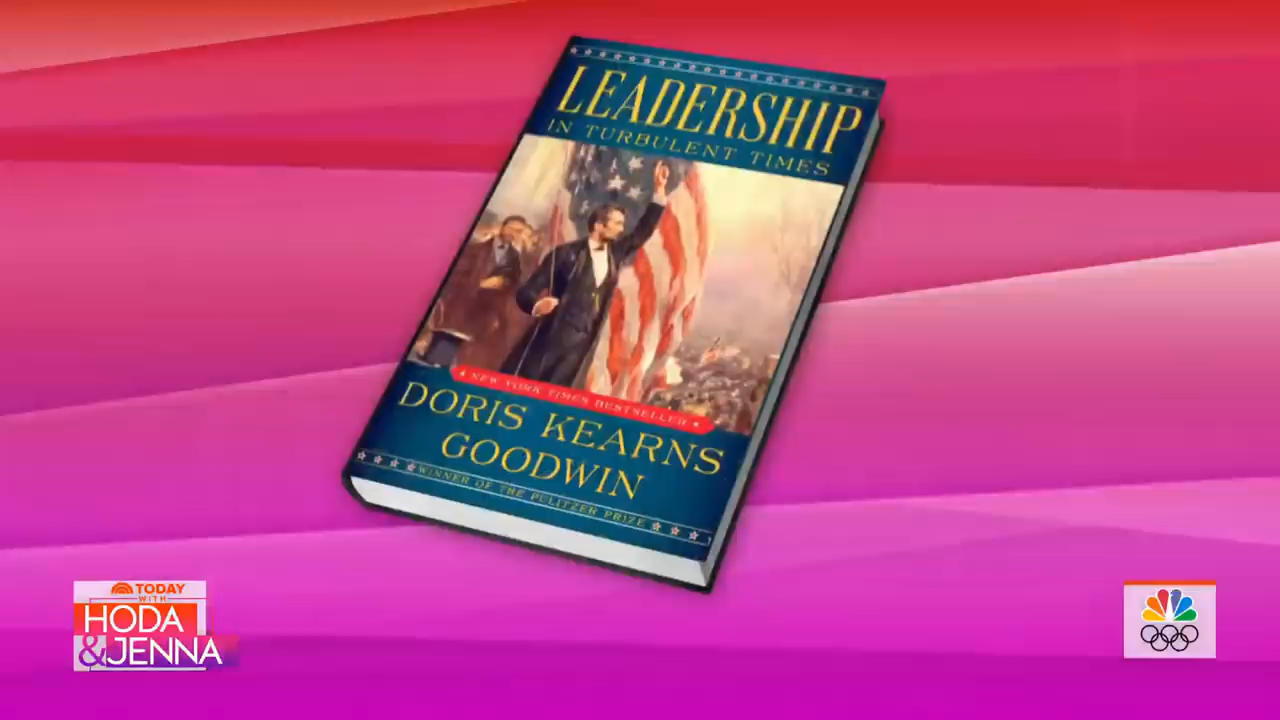 LEADERSHIP
IN TURBULENT TIMES
NEW YORK TIMES BESTSELLER
DORIS KEARNS
GOODWIN
WINNER OF THE PULITZER PRIZE
TODAY
WITH
HODA
&JENNA